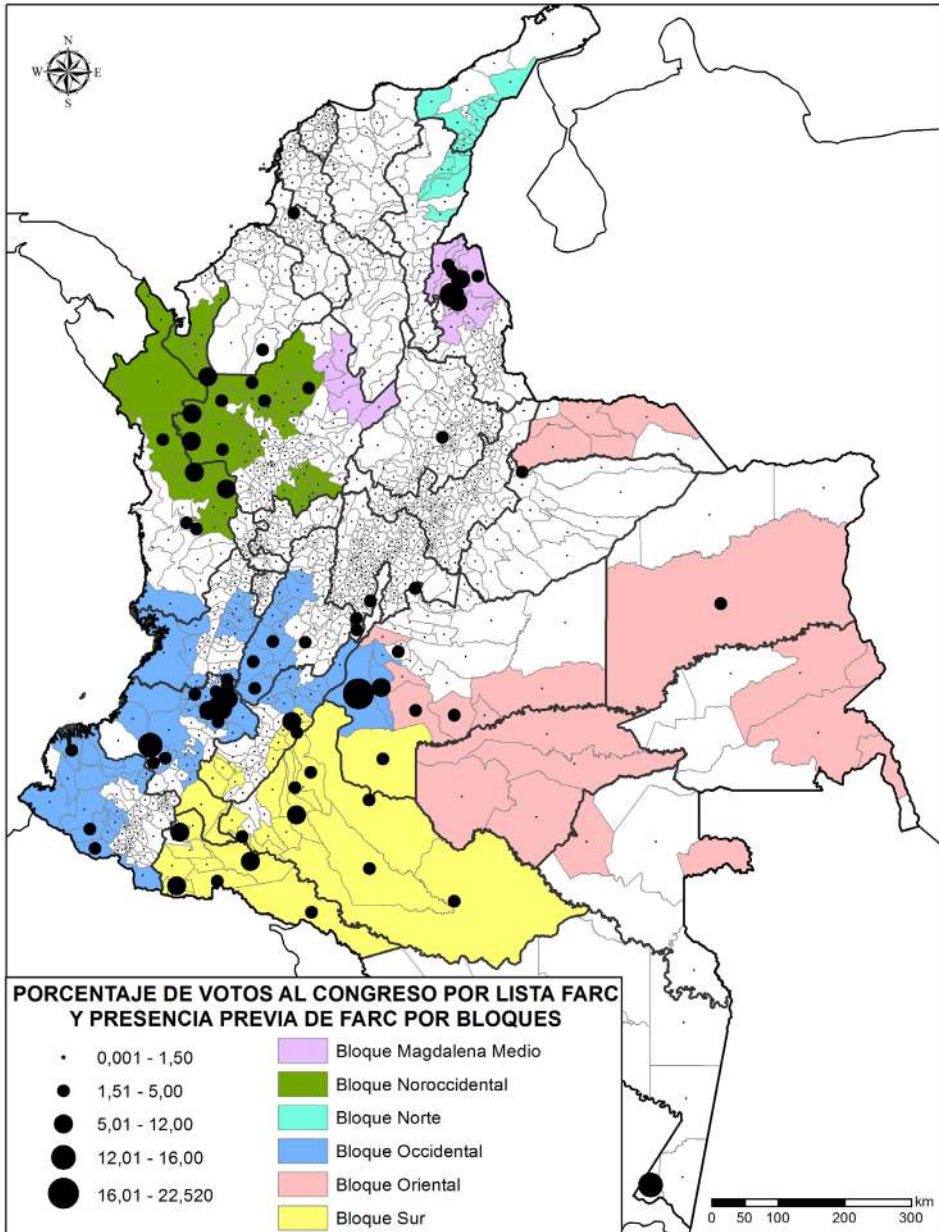 N
W E
S
PORCENTAJE DE VOTOS AL CONGRESO POR LISTA FARC
Y PRESENCIA PREVIA DE FARC POR BLOQUES
0,001 - 1,50
1,51 - 5,00
5,01 - 12,00
12,01 - 16,00
16,01 - 22,520
Bloque Magdalena Medio
Bloque Noroccidental
Bloque Norte
Bloque Occidental
Bloque Oriental
Bloque Sur
km
0 50 100 200 300